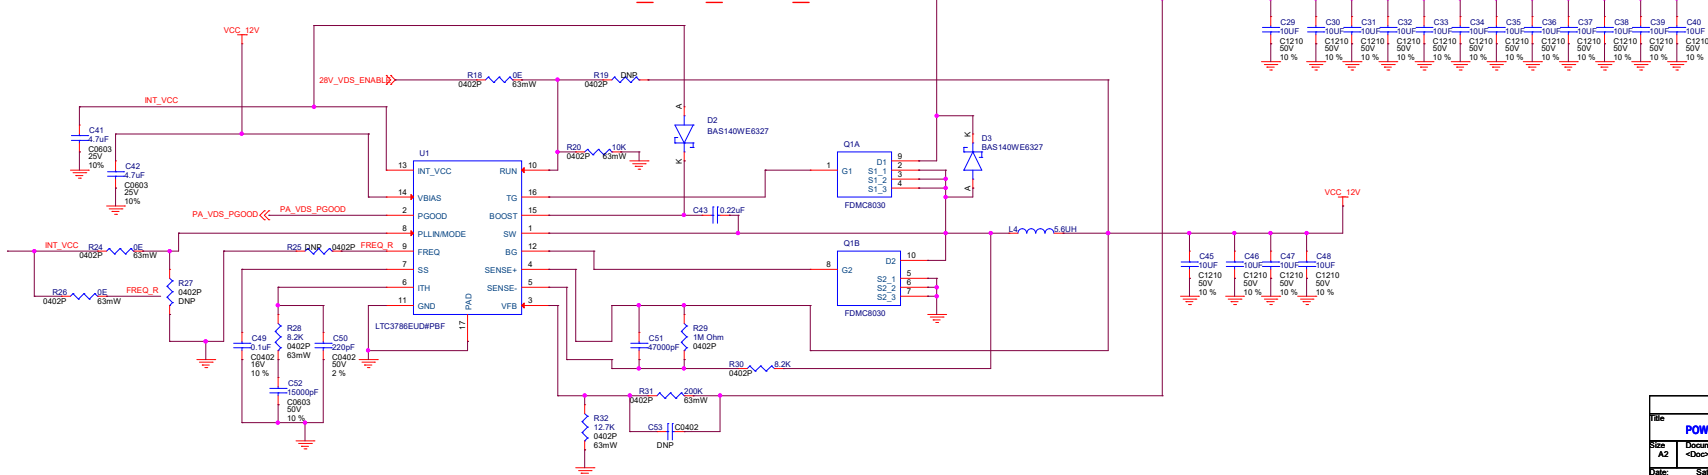 C29
10UF
C1210
50V
10 %
C30
10UF
C1210
50V
10 %
C31
10UF
C1210
50V
10 %
C32
10UF
C1210
50V
10 %
C33
10UF
C1210
50V
10 %
C34
10UF
C1210
50V
10 %
C35
10UF
C1210
50V
10 %
C36
10UF
C1210
50V
10 %
C37
10UF
C1210
50V
10 %
C38
10UF
C1210
50V
10 %
C39
10UF
C1210
50V
10 %
C40
10UF
C1210
50V
10 %
VCC_12V
28V_VDS_ENABLE
R18 0E
0402P 63mW
R19 DNP
0402P
INT_VCC
C41
4.7uF
C0603
25V
10%
C42
4.7uF
C0603
25V
10%
A
D2
BAS140WE6327
K
R20 10K
0402P 63mW
U1
13 INT_VCC
14 VBIAS
2 PGOOD
8 PLLIN/MODE
9 FREQ
7 SS
6 ITH
11 GND
RUN 10
TG 16
BOOST 15
SW 1
BG 12
SENSE+ 4
SENSE- 5
VFB 3
PAD
17
LTC3786EUD#PBF
PA_VDS_PGOOD PA_VDS_PGOOD
Q1A
1 G1
D1 9
S1_1 2
S1_2 3
S1_3 4
FDMC8030
K
D3
BAS140WE6327
A
C43 0.22uF
Q1B
8 G2
D2 10
S2_1 5
S2_2 6
S2_3 7
FDMC8030
L4 5.6UH
VCC_12V
C45
10UF
C1210
50V
10 %
C46
10UF
C1210
50V
10 %
C47
10UF
C1210
50V
10 %
C48
10UF
C1210
50V
10 %
INT_VCC R24 0E
0402P 63mW
R25 DNP 0402P FREQ_R
R26 0E FREQ_R
0402P 63mW
R27
0402P
DNP
C49
0.1uF
C0402
16V
10 %
R28
8.2K
0402P
63mW
C50
220pF
C0402
50V
2 %
C52
15000pF
C0603
50V
10 %
C51
47000pF
R29
1M Ohm
0402P
R30 8.2K
0402P
R31 200K
0402P 63mW
R32
12.7K
0402P
63mW
C53 C0402
DNP
Title
POW
Size
A2
Docum
<Doc>
Date:
Sat